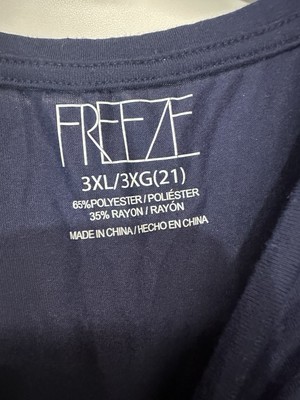 FREEZE
3XL/3XG(21)
65%POLYESTER/POLIÉSTER
35% RAYON/RAYÓN
MADE IN CHINA/HECHO EN CHINA